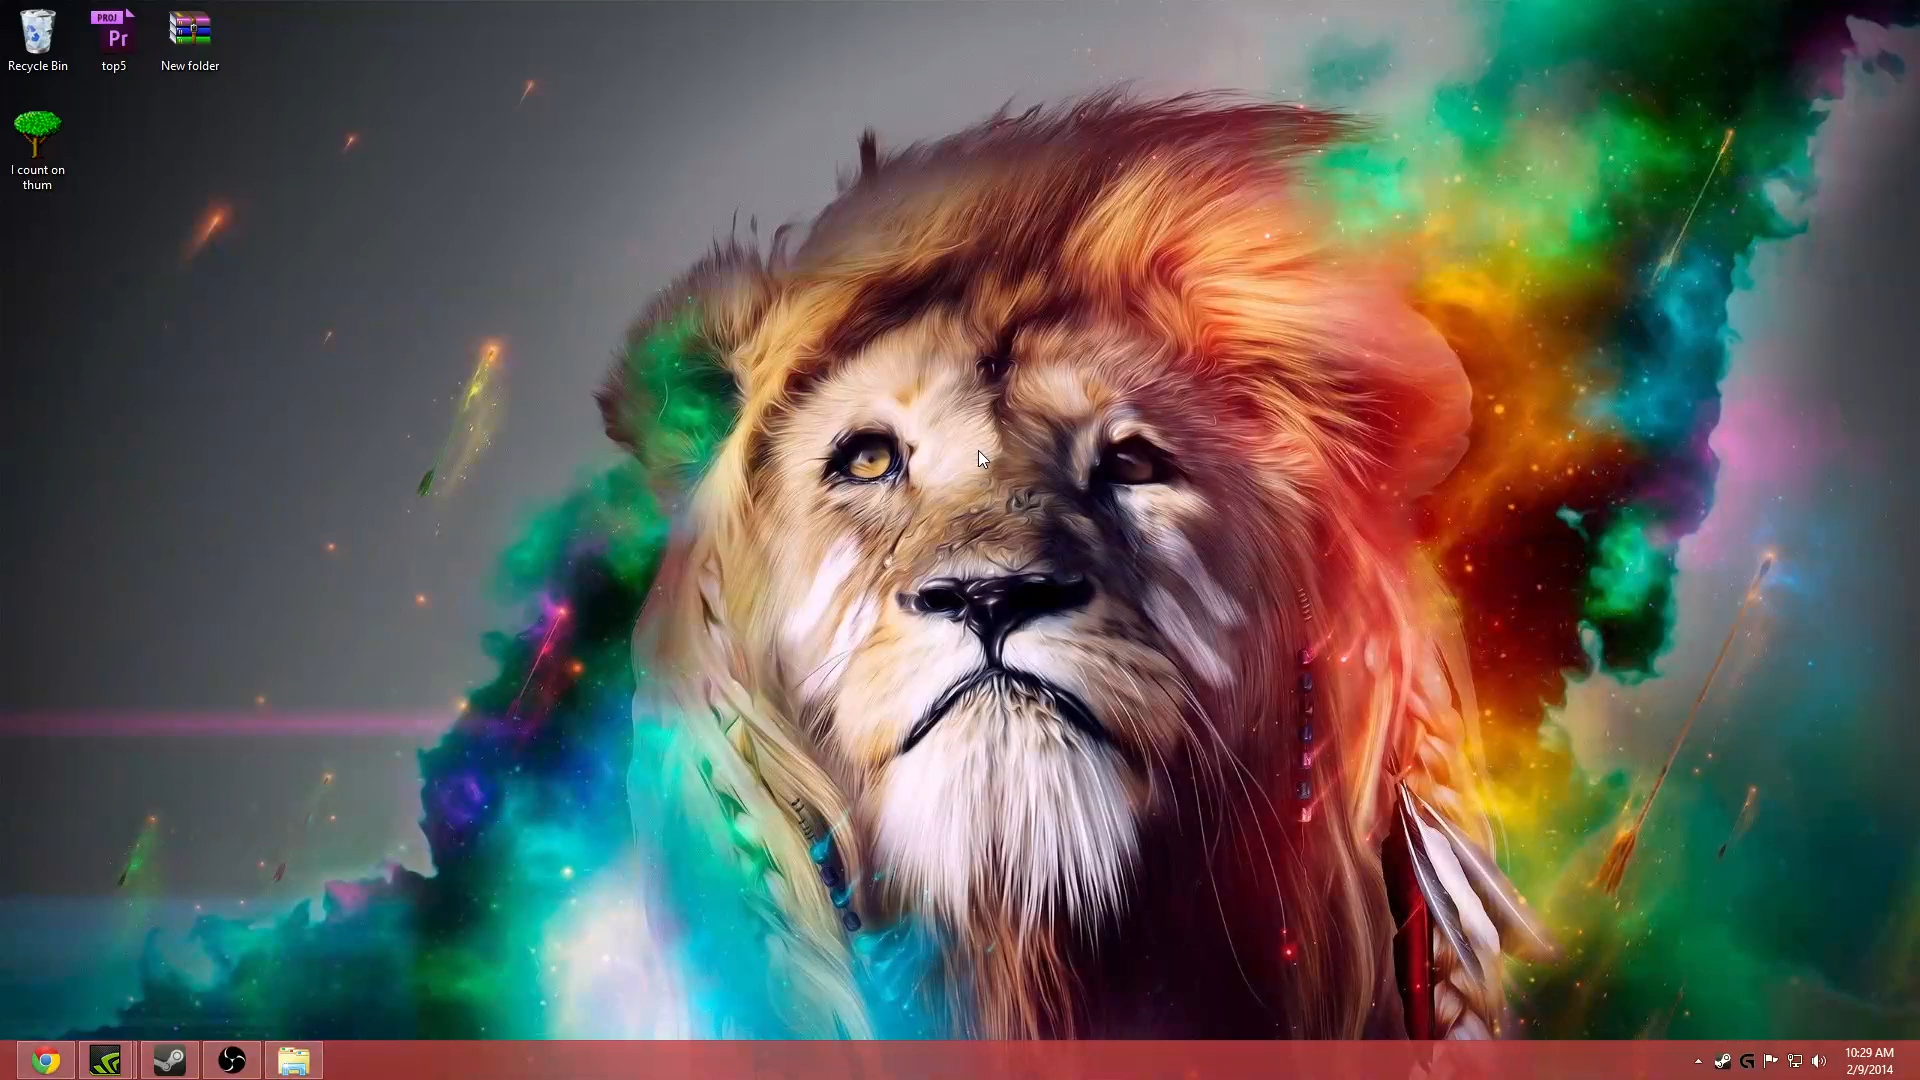 Recycle Bin
PROJ
Pr
top5
New folder
I count on
thum
10:29 AM
2/9/2014